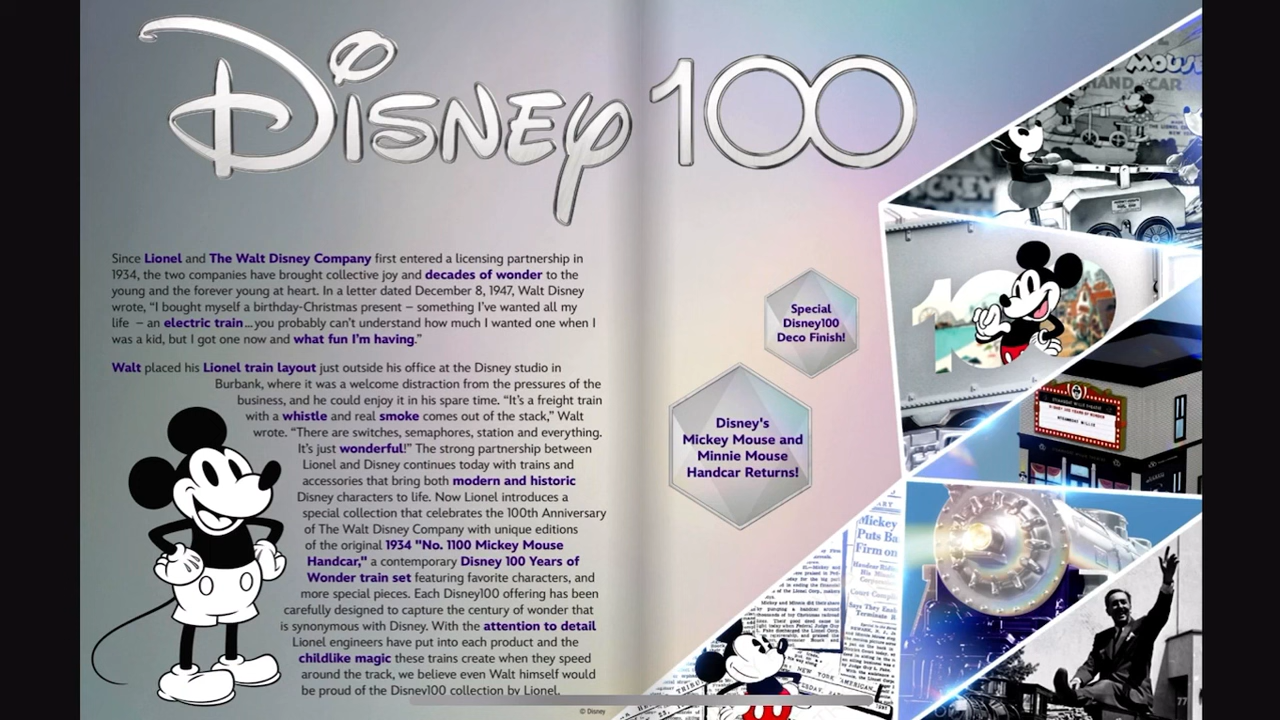 DISNEY 100
Since Lionel and The Walt Disney Company first entered a licensing partnership in
1934, the two companies have brought collective joy and decades of wonder to the
young and the forever young at heart. In a letter dated December 8, 1947, Walt Disney
wrote, “I bought myself a birthday-Christmas present – something I’ve wanted all my
life – an electric train...you probably can’t understand how much I wanted one when I
was a kid, but I got one now and what fun I’m having.”
Walt placed his Lionel train layout just outside his office at the Disney studio in
Burbank, where it was a welcome distraction from the pressures of the
business, and he could enjoy it in his spare time. “It’s a freight train
with a whistle and real smoke comes out of the stack,” Walt
wrote. “There are switches, semaphores, station and everything.
It’s just wonderful!” The strong partnership between
Lionel and Disney continues today with trains and
accessories that bring both modern and historic
Disney characters to life. Now Lionel introduces a
special collection that celebrates the 100th Anniversary
of The Walt Disney Company with unique editions
of the original 1934 "No. 1100 Mickey Mouse
Handcar," a contemporary Disney 100 Years of
Wonder train set featuring favorite characters, and
more special pieces. Each Disney100 offering has been
carefully designed to capture the century of wonder that
is synonymous with Disney. With the attention to detail
Lionel engineers have put into each product and the
childlike magic these trains create when they speed
around the track, we believe even Walt himself would
be proud of the Disney100 collection by Lionel.
© Disney
Special
Disney100
Deco Finish!
Disney's
Mickey Mouse and
Minnie Mouse
Handcar Returns!
MOUSE
HAND CAR
100
Mickey
Puts Ba
Firm on
77